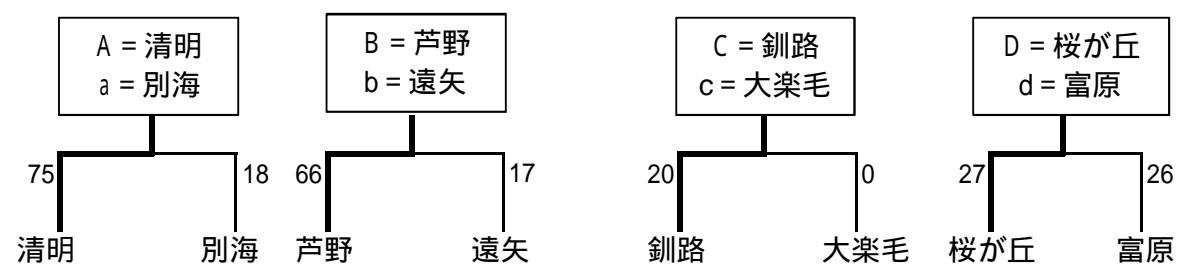 A = 清明
a = 別海
B = 芦野
b = 遠矢
C = 釧路
c = 大楽毛
D = 桜が丘
d = 富原
75
18
66
17
20
0
27
26
清明
別海
芦野
遠矢
釧路
大楽毛
桜が丘
富原